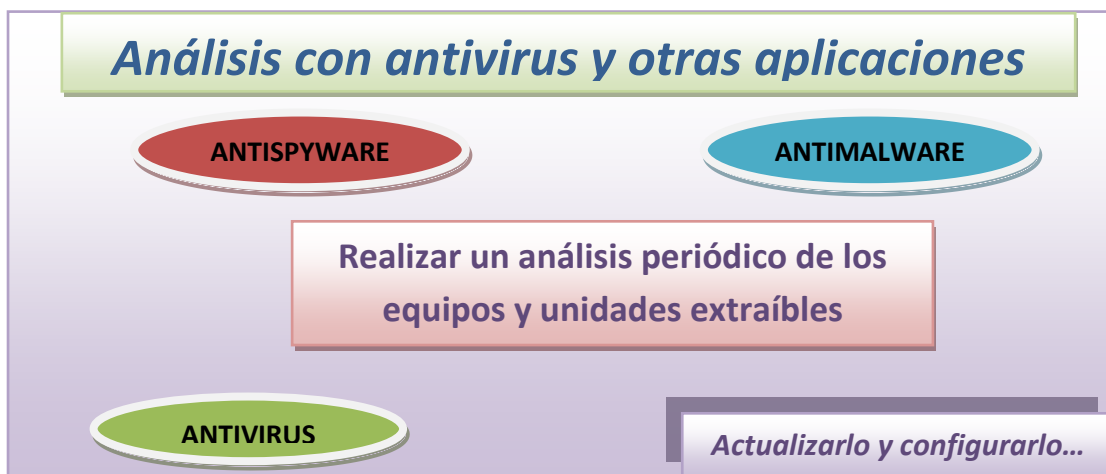 Análisis con antivirus y otras aplicaciones
ANTISPYWARE
ANTIMALWARE
Realizar un análisis periódico de los
equipos y unidades extraíbles
ANTIVIRUS
Actualizarlo y configurarlo...